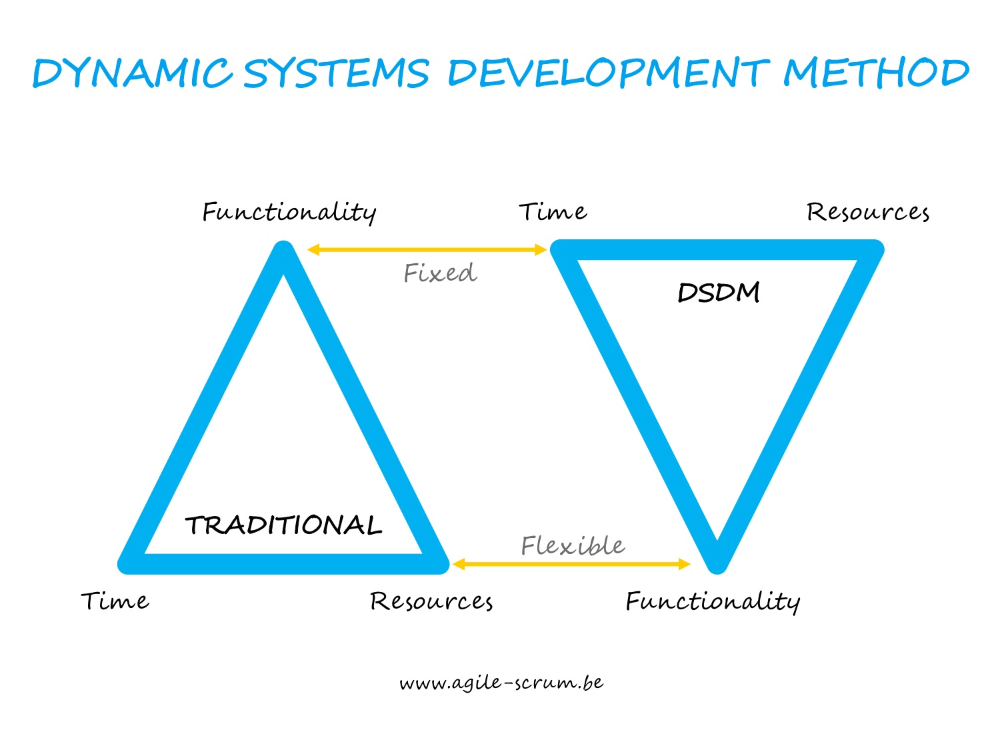 DYNAMIC SYSTEMS DEVELOPMENT METHOD
Functionality
Time
Resources
Fixed
DSDM
TRADITIONAL
Flexible
Time
Resources
Functionality
www.agile-scrum.be